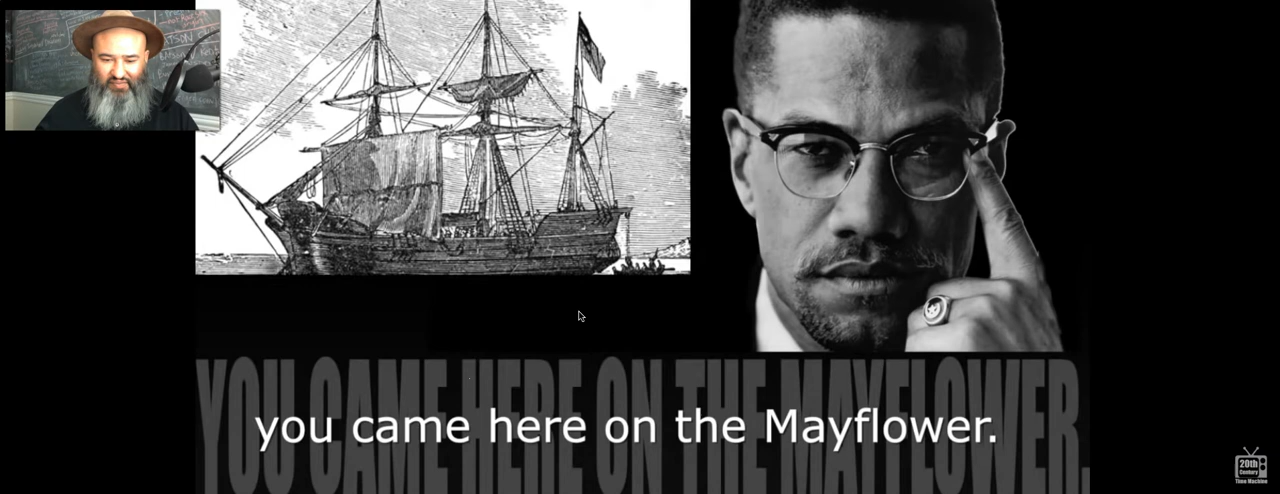 YOU CAME HERE ON THE MAYFLOWER.
you came here on the Mayflower.
20th
Century
Time Machine